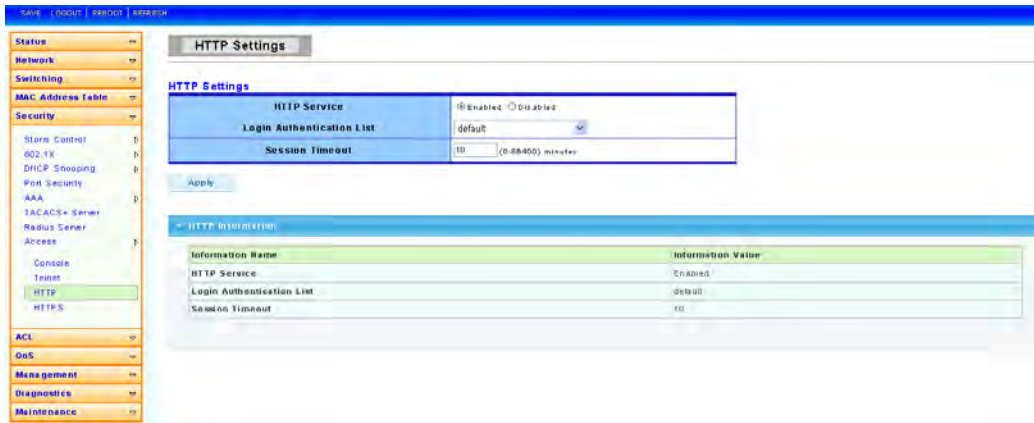 SAVE LOGOUT | REBOOT | REFRESH
Status
Network
Switching
MAC Address Table
Security
Storm Control
802.1X
DHCP Snooping
Port Security
AAA
TACACS+ Server
Radius Server
Access
Console
Telnet
HTTP
HTTPS
ACL
QoS
Management
Diagnostics
Maintenance
HTTP Settings
HTTP Settings
HTTP Service Enabled Disabled
Login Authentication List default
Session Timeout 10 (0-86400) minutes
Apply
HTTP Information
Information Name Information Value
HTTP Service Enabled
Login Authentication List default
Session Timeout 10